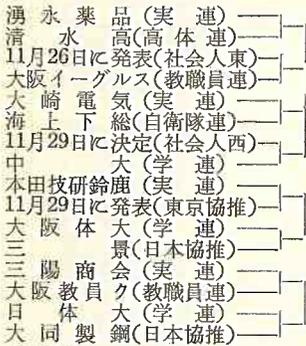 湧永薬品(実連)
清水高(高体連)
11月26日に発表(社会人東)
大阪イーグルス(教職員連)
大崎電気(実連)
海上下総(自衛隊連)
11月29日に決定(社会人西)
中大(学連)
本田技研鈴鹿(実連)
11月29日に発表(東京協推)
大阪体大(学連)
三景(日本協推)
三陽商会(実連)
大阪教員ク(教職員連)
日体大(学連)
大同製鋼(日本協推)